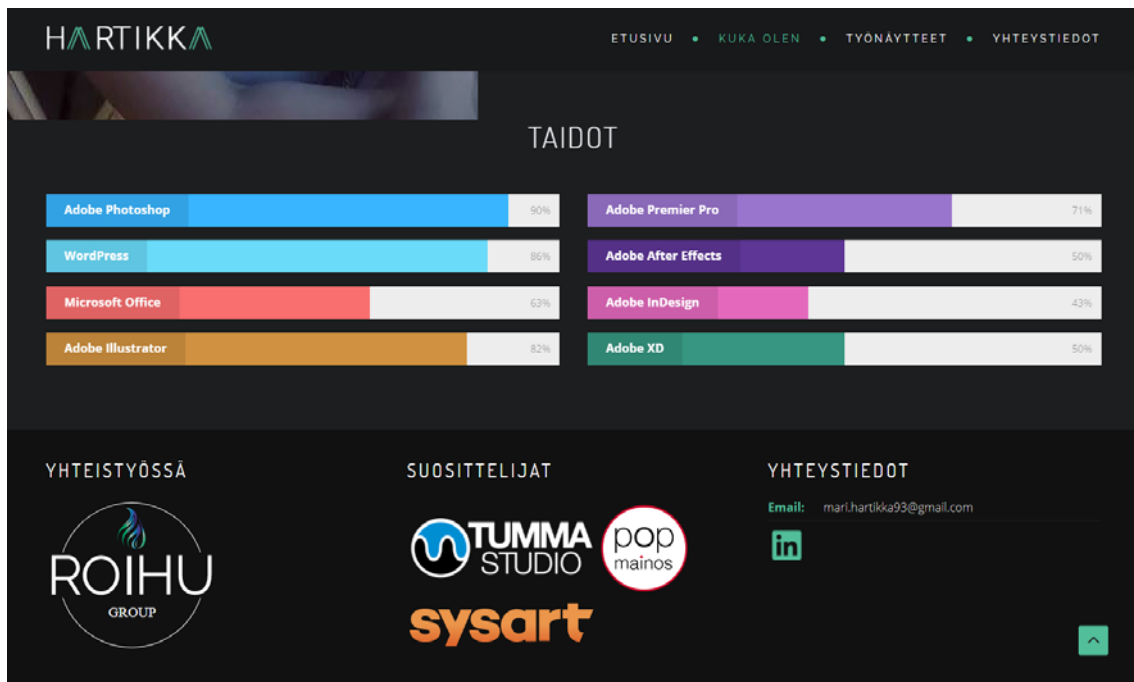 HARTIKKA
ETUSIVU • KUKA OLEN • TYÖNÄYTTEET • YHTEYSTIEDOT
TAIDOT
Adobe Photoshop 90%
WordPress 86%
Microsoft Office 63%
Adobe Illustrator 82%
Adobe Premier Pro 71%
Adobe After Effects 50%
Adobe InDesign 43%
Adobe XD 50%
YHTEISTYÖSSÄ
ROIHU
GROUP
SUOSITTELIJAT
TUMMA
STUDIO
pop
mainos
sysart
YHTEYSTIEDOT
Email: mari.hartikka93@gmail.com
in